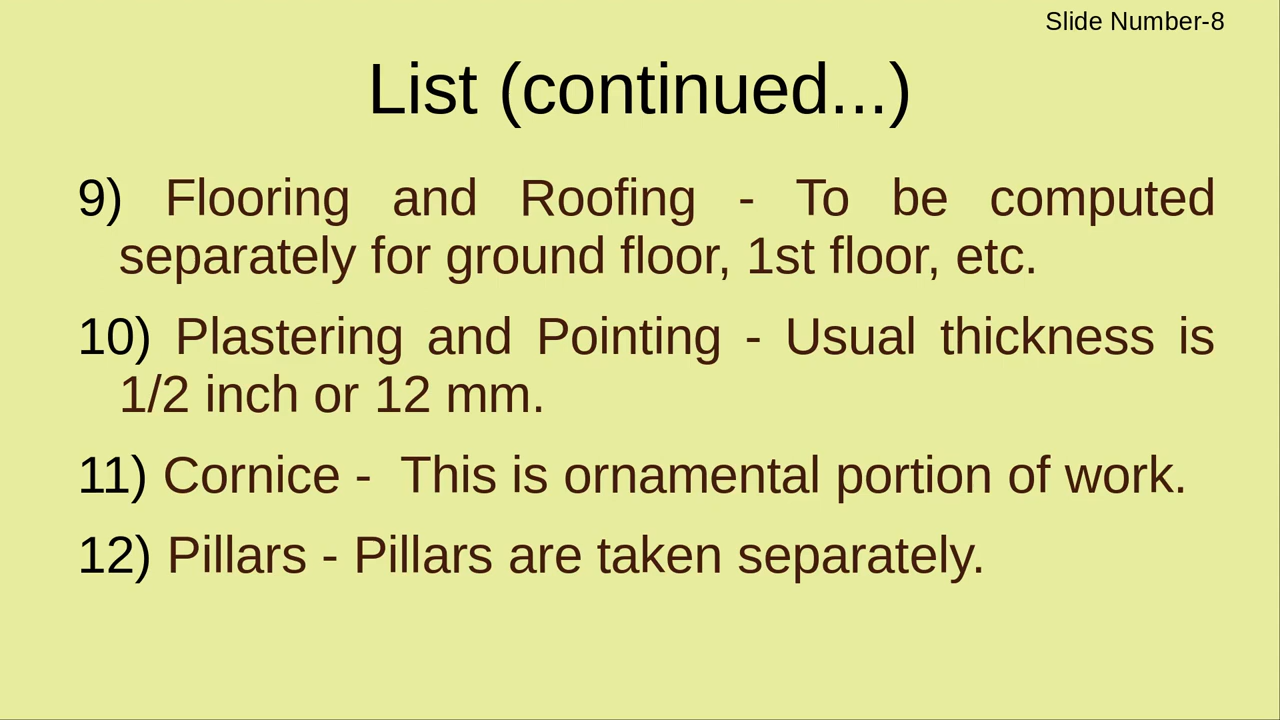 Slide Number-8
List (continued...)
9) Flooring and Roofing - To be computed
separately for ground floor, 1st floor, etc.
10) Plastering and Pointing - Usual thickness is
1/2 inch or 12 mm.
11) Cornice -  This is ornamental portion of work.
12) Pillars - Pillars are taken separately.